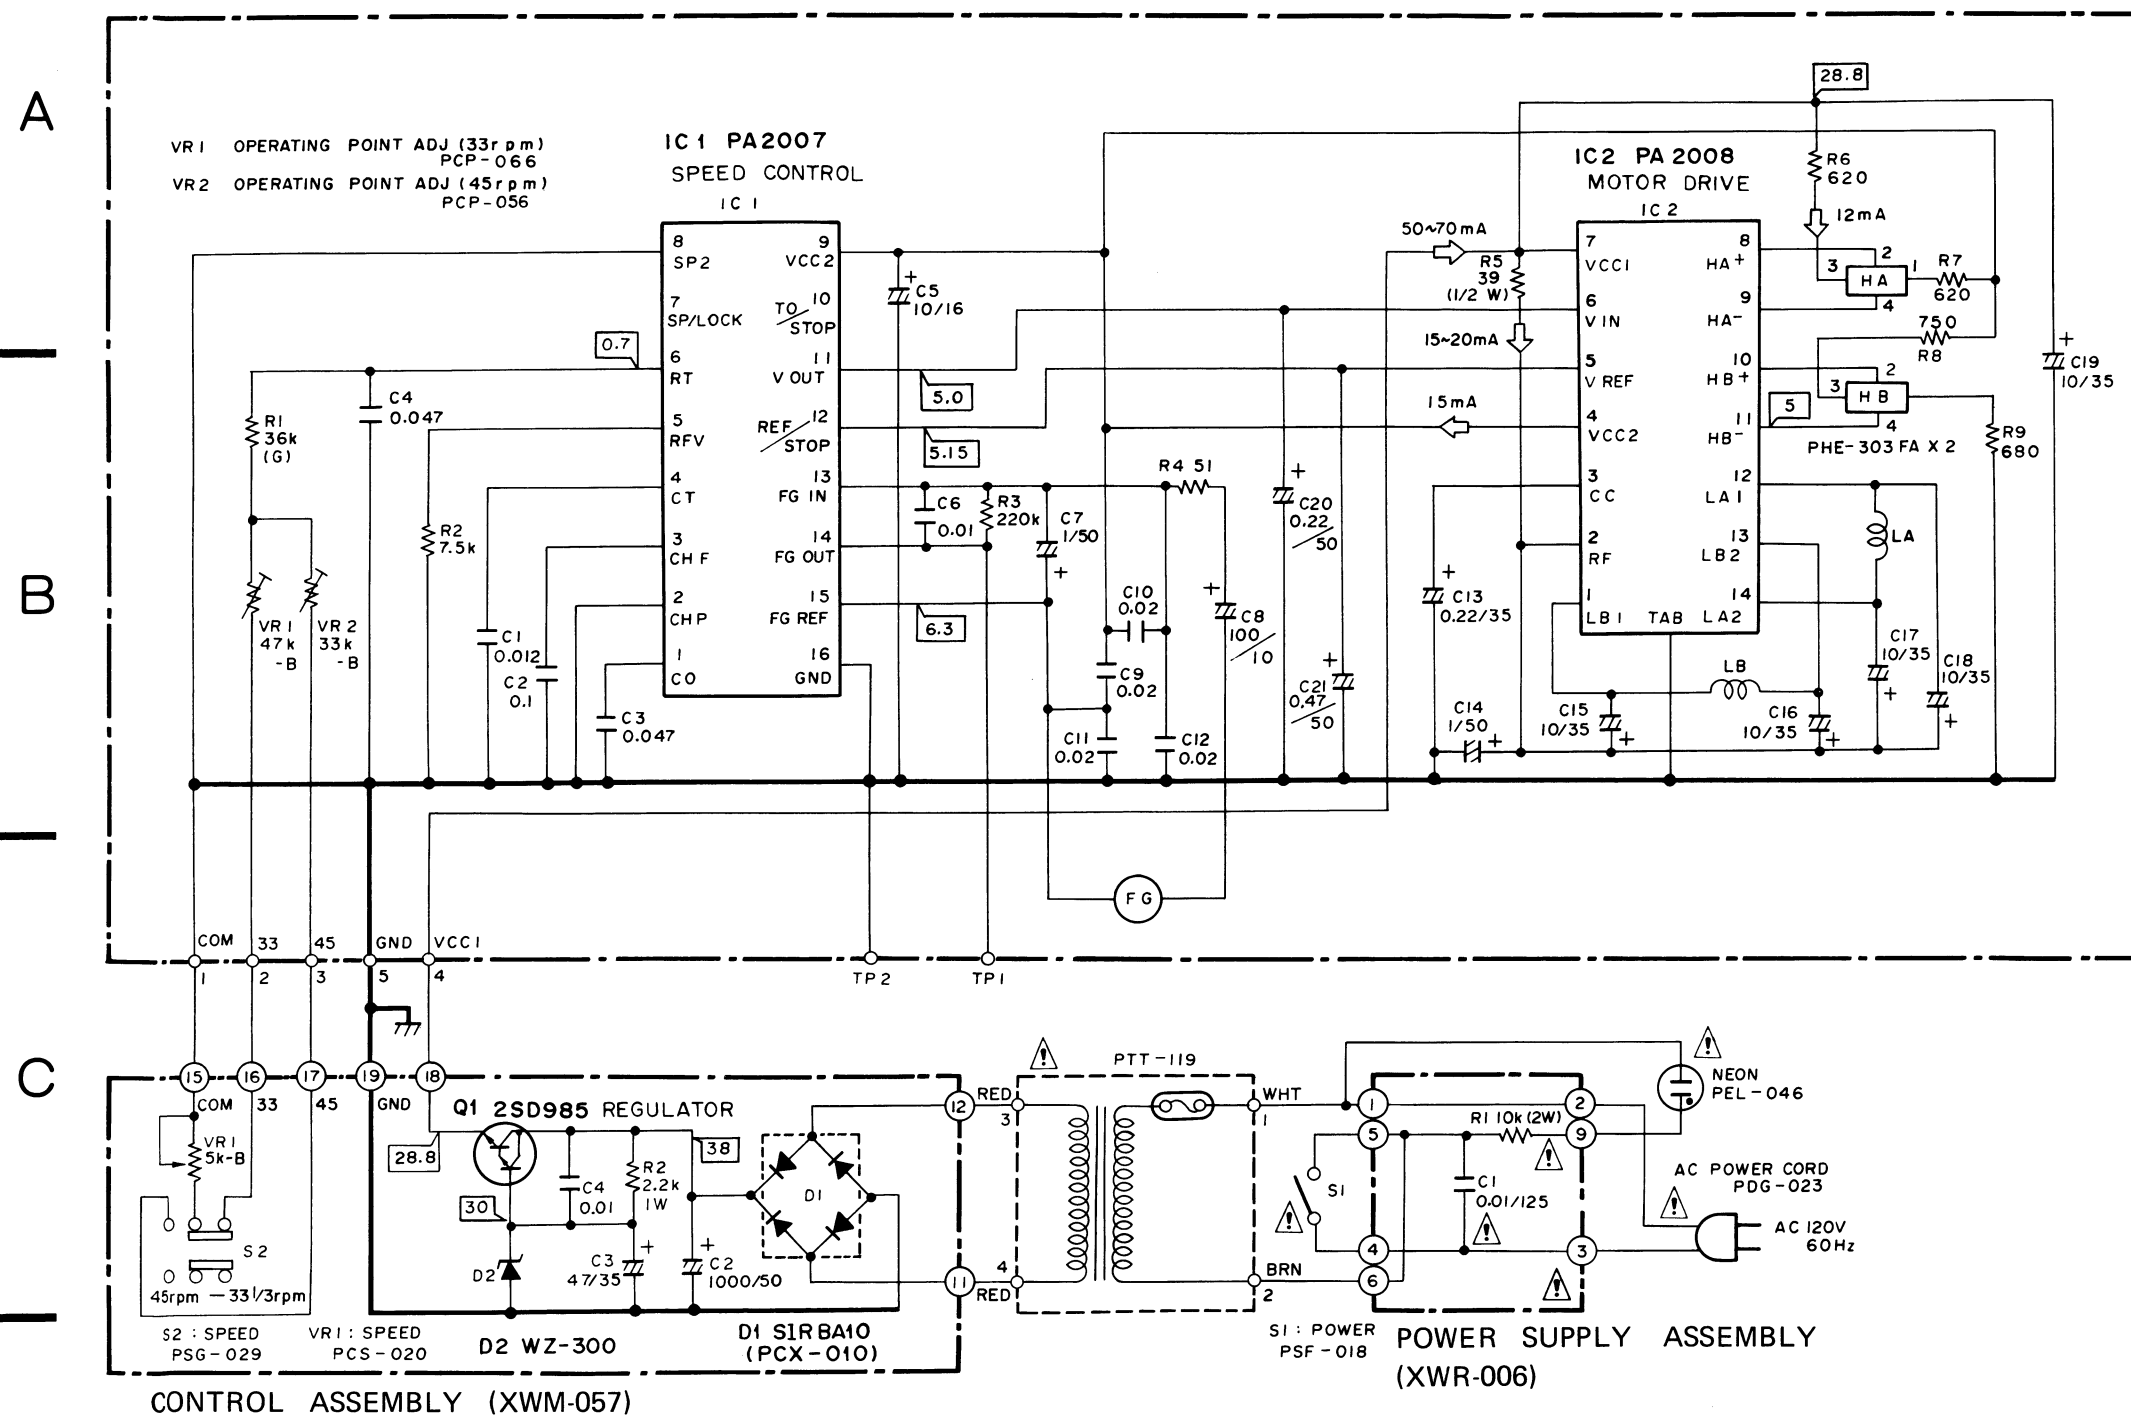 A
B
C
VR1 OPERATING POINT ADJ (33rpm)
PCP-066
VR2 OPERATING POINT ADJ (45rpm)
PCP-056
IC1 PA2007
SPEED CONTROL
IC1
8 SP2
7 SP/LOCK
6 RT
5 RFV
4 CT
3 CHF
2 CHP
1 CO
9 VCC2
10 TO/STOP
11 V OUT
12 REF/STOP
13 FG IN
14 FG OUT
15 FG REF
16 GND
0.7
R1
36k
(G)
C4
0.047
R2
7.5k
VR1
47k
-B
VR2
33k
-B
C1
0.012
C2
0.1
C3
0.047
+
C5
10/16
5.0
5.15
6.3
C6
0.01
R3
220k
C7
1/50
+
R4 51
C10
0.02
C9
0.02
C11
0.02
C12
0.02
+
C8
100/10
+
C20
0.22/50
+
C21
0.47/50
FG
IC2 PA2008
MOTOR DRIVE
IC2
7 VCC1
6 VIN
5 V REF
4 VCC2
3 CC
2 RF
1 LB1
TAB
8 HA+
9 HA-
10 HB+
11 HB-
12 LA1
13 LB2
14 LA2
50~70mA
R5
39
(1/2 W)
15~20mA
15mA
28.8
R6
620
12mA
2
3 HA 1
4
R7
620
750
R8
2
3 HB
4
5
PHE-303FA X 2
R9
680
+
C19
10/35
LA
LB
+
C13
0.22/35
C14
1/50
+
C15
10/35
+
C16
10/35
+
C17
10/35
+
C18
10/35
+
COM 33 45 GND VCC1
1 2 3 5 4
TP2 TP1
15 16 17 19 18
COM 33 45 GND
Q1 2SD985 REGULATOR
VR1
5k-B
28.8
30
38
C4
0.01
R2
2.2k
1W
D1
D2
C3
47/35
+
+
C2
1000/50
S2
45rpm — 33 1/3rpm
S2 : SPEED
PSG-029
VR1 : SPEED
PCS-020
D2 WZ-300
D1 SIRBA10
(PCX-010)
CONTROL ASSEMBLY (XWM-057)
12
11
RED
3
4
RED
PTT-119
WHT
1
BRN
2
S1
1
5
4
6
2
9
3
R1 10k(2W)
C1
0.01/125
NEON
PEL-046
AC POWER CORD
PDG-023
AC 120V
60Hz
S1 : POWER
PSF-018
POWER SUPPLY ASSEMBLY
(XWR-006)